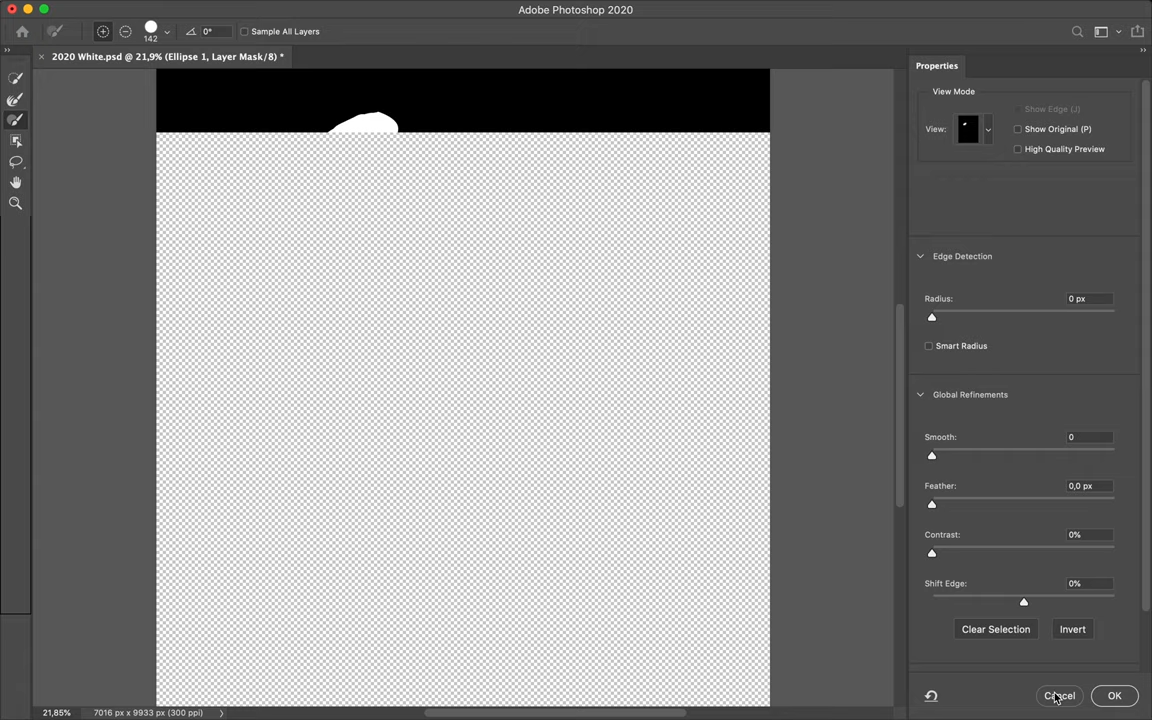 Adobe Photoshop 2020
142
0°
Sample All Layers
2020 White.psd @ 21,9% (Ellipse 1, Layer Mask/8) *
Properties
View Mode
Show Edge (J)
View:
Show Original (P)
High Quality Preview
Edge Detection
Radius:
0 px
Smart Radius
Global Refinements
Smooth:
0
Feather:
0,0 px
Contrast:
0%
Shift Edge:
0%
Clear Selection
Invert
Cancel
OK
21,85%
7016 px x 9933 px (300 ppi)